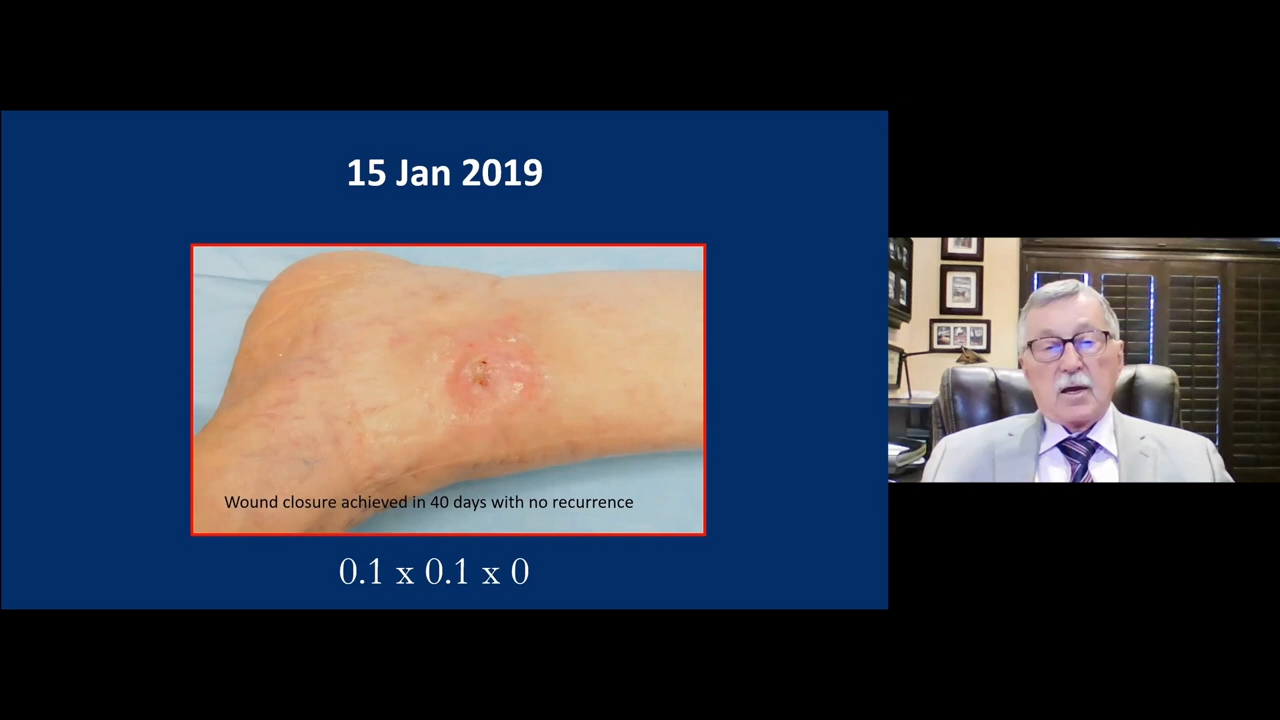 15 Jan 2019
Wound closure achieved in 40 days with no recurrence
0.1 x 0.1 x 0